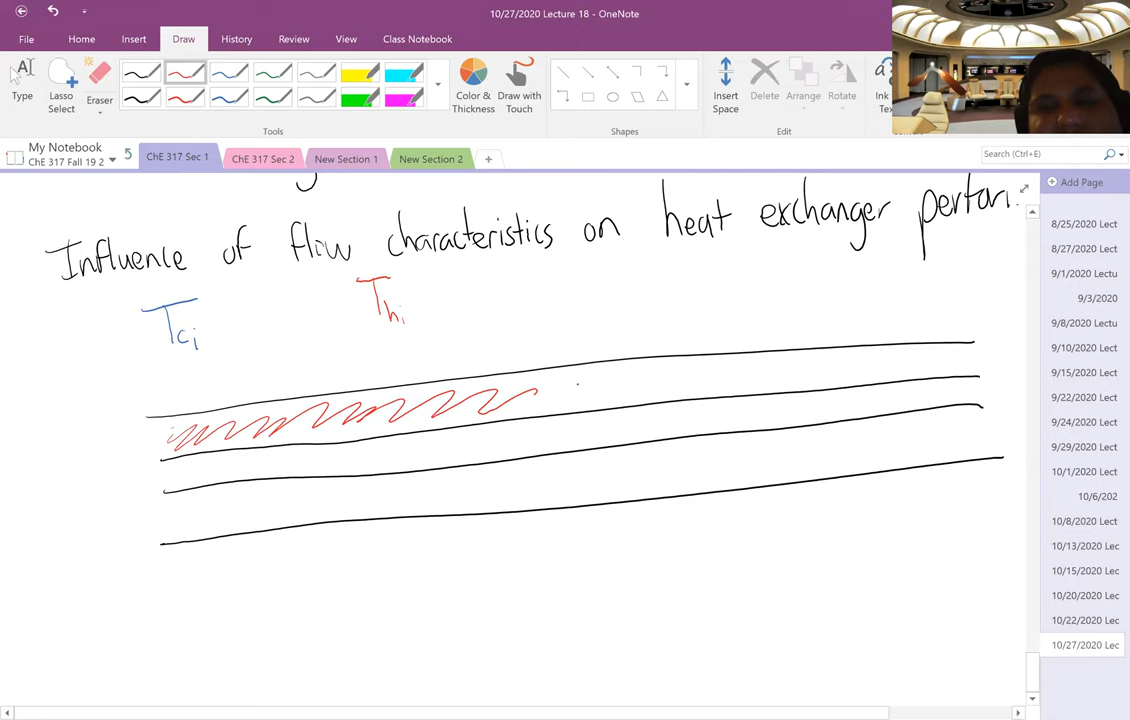 10/27/2020 Lecture 18 - OneNote
File Home Insert Draw History Review View Class Notebook
Type
Lasso Select
Eraser
Color & Thickness
Draw with Touch
Insert Space
Delete
Arrange
Rotate
Ink
Tex
Tools
Shapes
Edit
My Notebook
ChE 317 Fall 19 2
ChE 317 Sec 1
ChE 317 Sec 2
New Section 1
New Section 2
Search (Ctrl+E)
Add Page
8/25/2020 Lect
8/27/2020 Lect
9/1/2020 Lectu
9/3/2020
9/8/2020 Lectu
9/10/2020 Lect
9/15/2020 Lect
9/22/2020 Lect
9/24/2020 Lect
9/29/2020 Lect
10/1/2020 Lect
10/6/202
10/8/2020 Lect
10/13/2020 Lec
10/15/2020 Lec
10/20/2020 Lec
10/22/2020 Lec
10/27/2020 Lec
Influence of flow characteristics on heat exchanger
Tci Thi